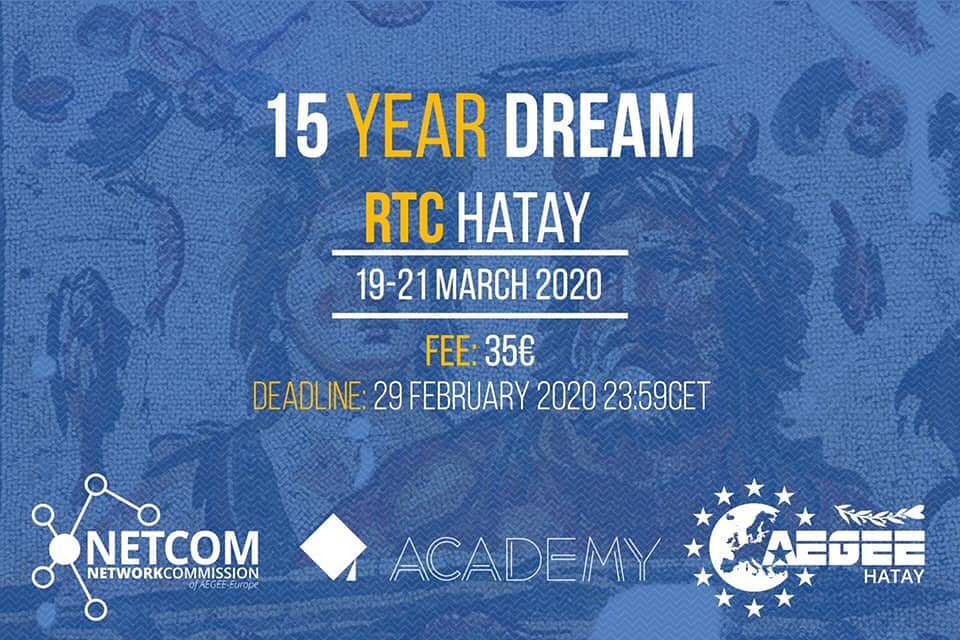 15 YEAR DREAM
RTC HATAY
19-21 MARCH 2020
FEE: 35€
DEADLINE: 29 FEBRUARY 2020 23:59CET
NETCOM
NETWORKCOMMISSION
of AEGEE-Europe
ACADEMY
AEGEE
HATAY